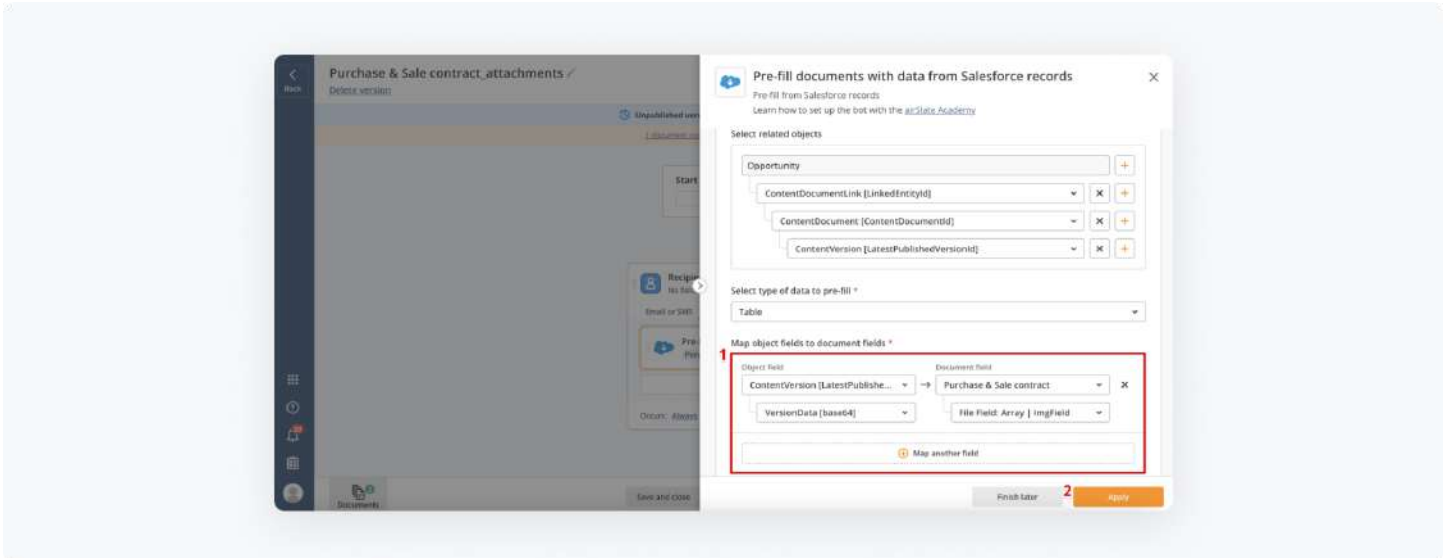 Back
Purchase & Sale contract_attachments
Delete version
Unpublished
1 document
Start
Recipie
Email or SMS
Pre-
Occurs: Always
Documents
Save and close
Pre-fill documents with data from Salesforce records
Pre-fill from Salesforce records
Learn how to set up the bot with the airSlate Academy
Select related objects
Opportunity
ContentDocumentLink [LinkedEntityId]
ContentDocument [ContentDocumentId]
ContentVersion [LatestPublishedVersionId]
Select type of data to pre-fill *
Table
Map object fields to document fields *
1
Object field Document field
ContentVersion [LatestPublishe... → Purchase & Sale contract
VersionData [base64] File Field: Array | ImgField
Map another field
Finish later 2 Apply